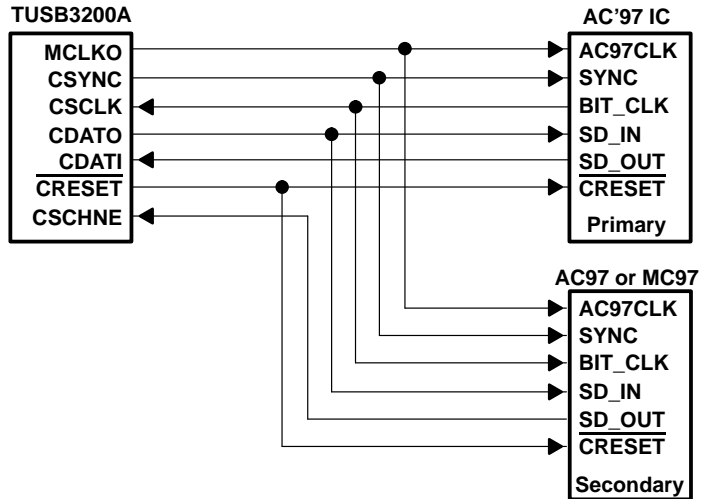 TUSB3200A
MCLKO
CSYNC
CSCLK
CDATO
CDATI
CRESET
CSCHNE
AC'97 IC
AC97CLK
SYNC
BIT_CLK
SD_IN
SD_OUT
CRESET
Primary
AC97 or MC97
AC97CLK
SYNC
BIT_CLK
SD_IN
SD_OUT
CRESET
Secondary